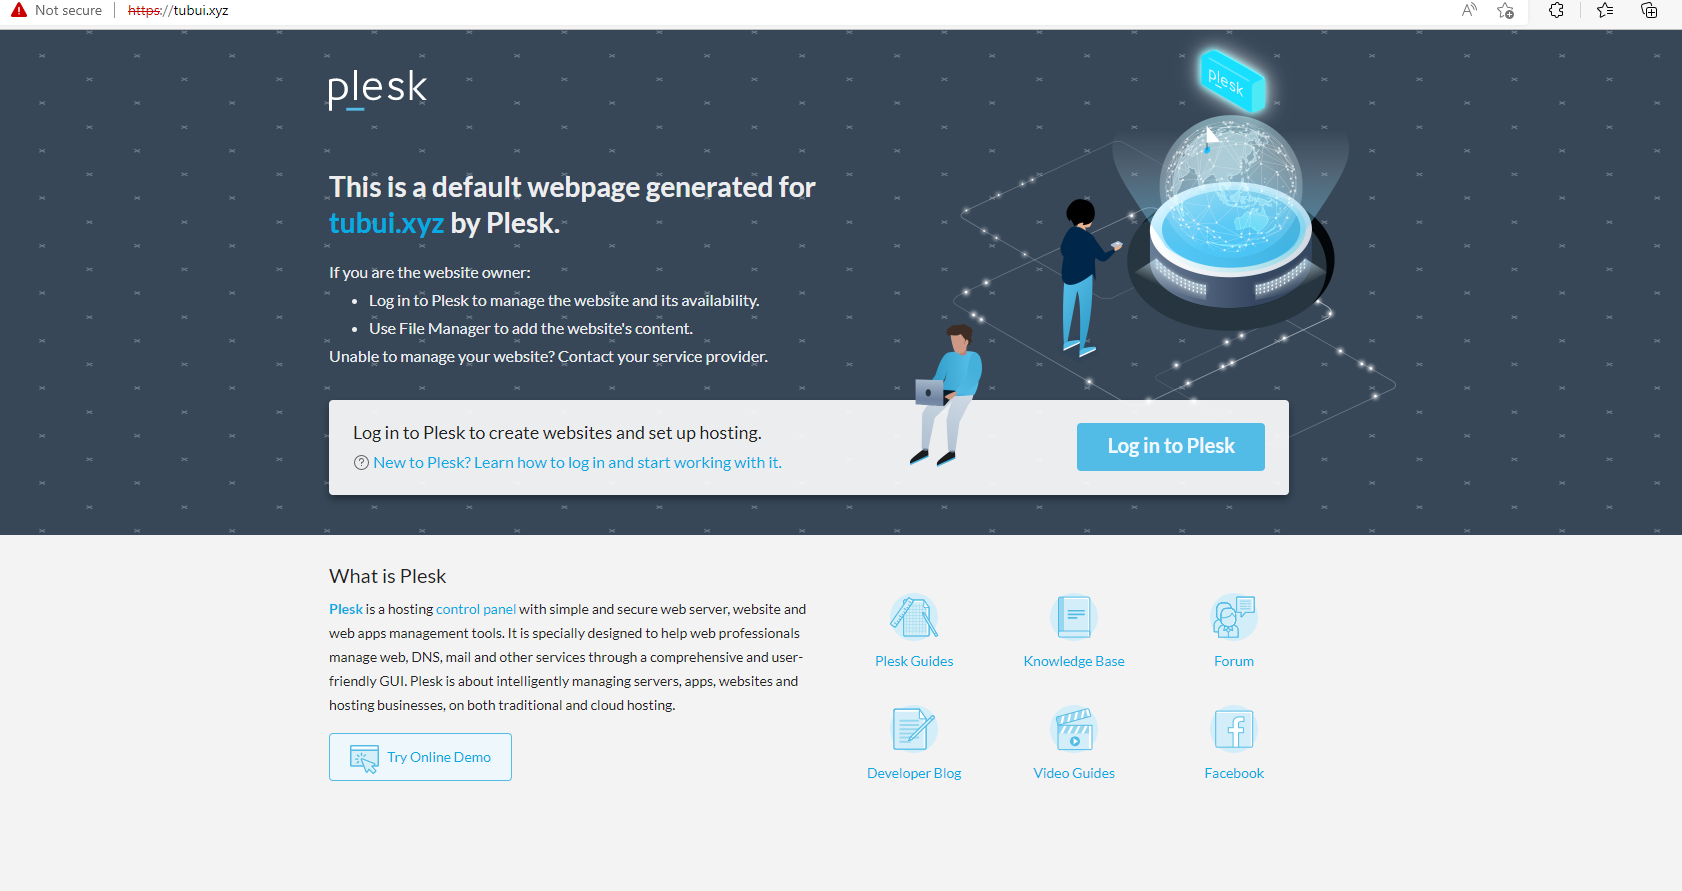 Not secure | https://tubui.xyz
plesk
plesk
This is a default webpage generated for
tubui.xyz by Plesk.
If you are the website owner:
• Log in to Plesk to manage the website and its availability.
• Use File Manager to add the website's content.
Unable to manage your website? Contact your service provider.
Log in to Plesk to create websites and set up hosting.
New to Plesk? Learn how to log in and start working with it.
Log in to Plesk
What is Plesk
Plesk is a hosting control panel with simple and secure web server, website and
web apps management tools. It is specially designed to help web professionals
manage web, DNS, mail and other services through a comprehensive and user-
friendly GUI. Plesk is about intelligently managing servers, apps, websites and
hosting businesses, on both traditional and cloud hosting.
Try Online Demo
Plesk Guides
Knowledge Base
Forum
Developer Blog
Video Guides
Facebook